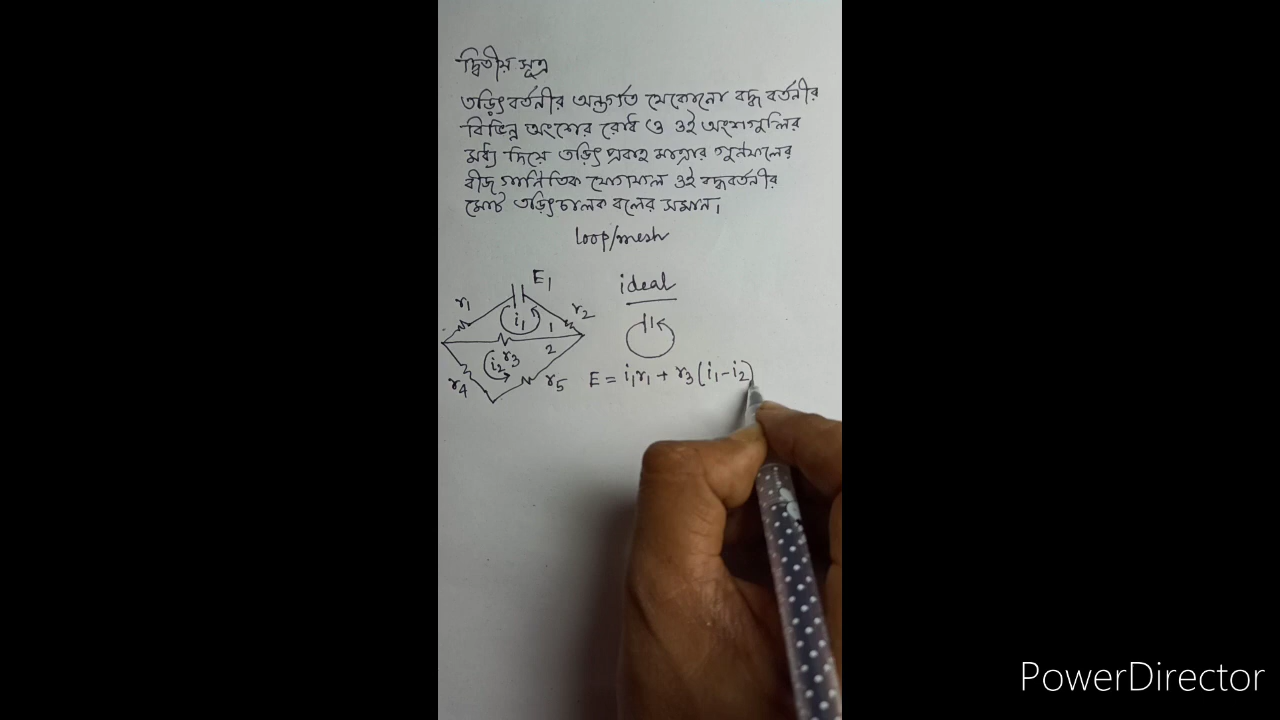 দ্বিতীয় সূত্র
তড়িৎবর্তনীর অন্তর্গত যেকোনো বদ্ধ বর্তনীর
বিভিন্ন অংশের রোধ ও ওই অংশগুলির
মধ্য দিয়ে তড়িৎ প্রবাহ মাত্রার গুনফলের
বীজ গানিতিক যোগফল ওই বদ্ধবর্তনীর
মোট তড়িৎচালক বলের সমান।
loop/mesh
E₁
ideal
r₁
r₂
i₁
1
2
i₂
r₃
r₄
r₅
E = i₁r₁ + r₃(i₁-i₂)
PowerDirector